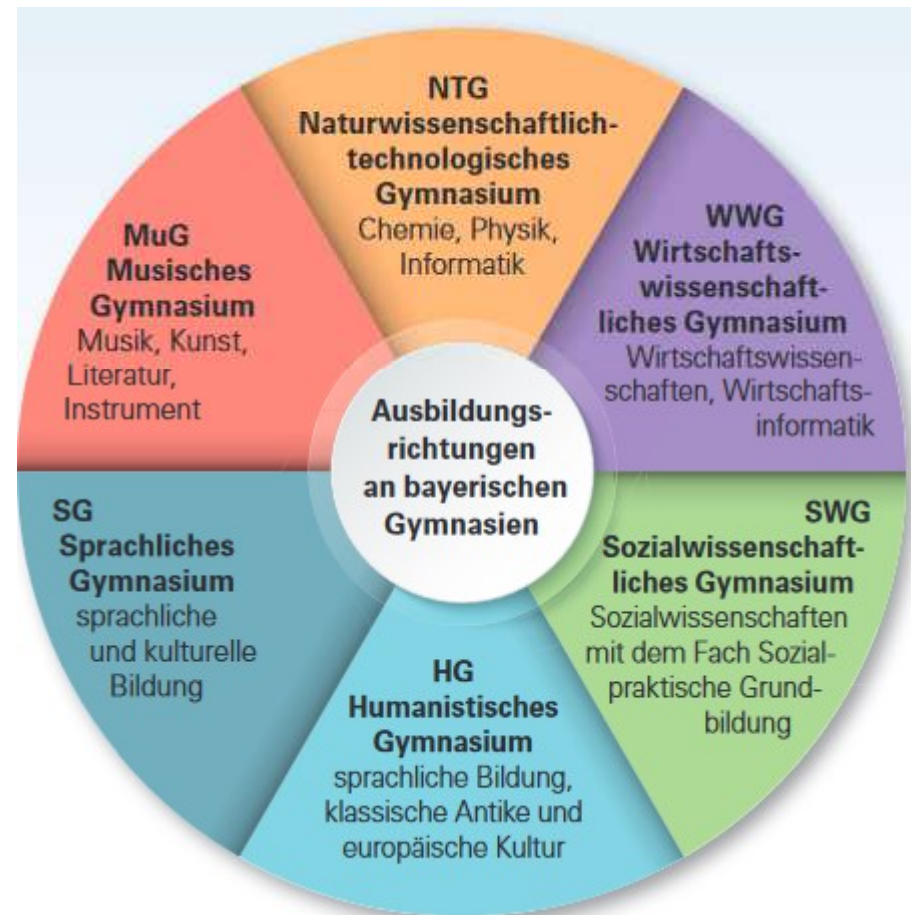 NTG
Naturwissenschaftlich-
technologisches
Gymnasium
Chemie, Physik,
Informatik
WWG
Wirtschafts-
wissenschaft-
liches Gymnasium
Wirtschaftswissen-
schaften, Wirtschafts-
informatik
SWG
Sozialwissenschaft-
liches Gymnasium
Sozialwissenschaften
mit dem Fach Sozial-
praktische Grund-
bildung
HG
Humanistisches
Gymnasium
sprachliche Bildung,
klassische Antike und
europäische Kultur
SG
Sprachliches
Gymnasium
sprachliche
und kulturelle
Bildung
MuG
Musisches
Gymnasium
Musik, Kunst,
Literatur,
Instrument
Ausbildungs-
richtungen
an bayerischen
Gymnasien